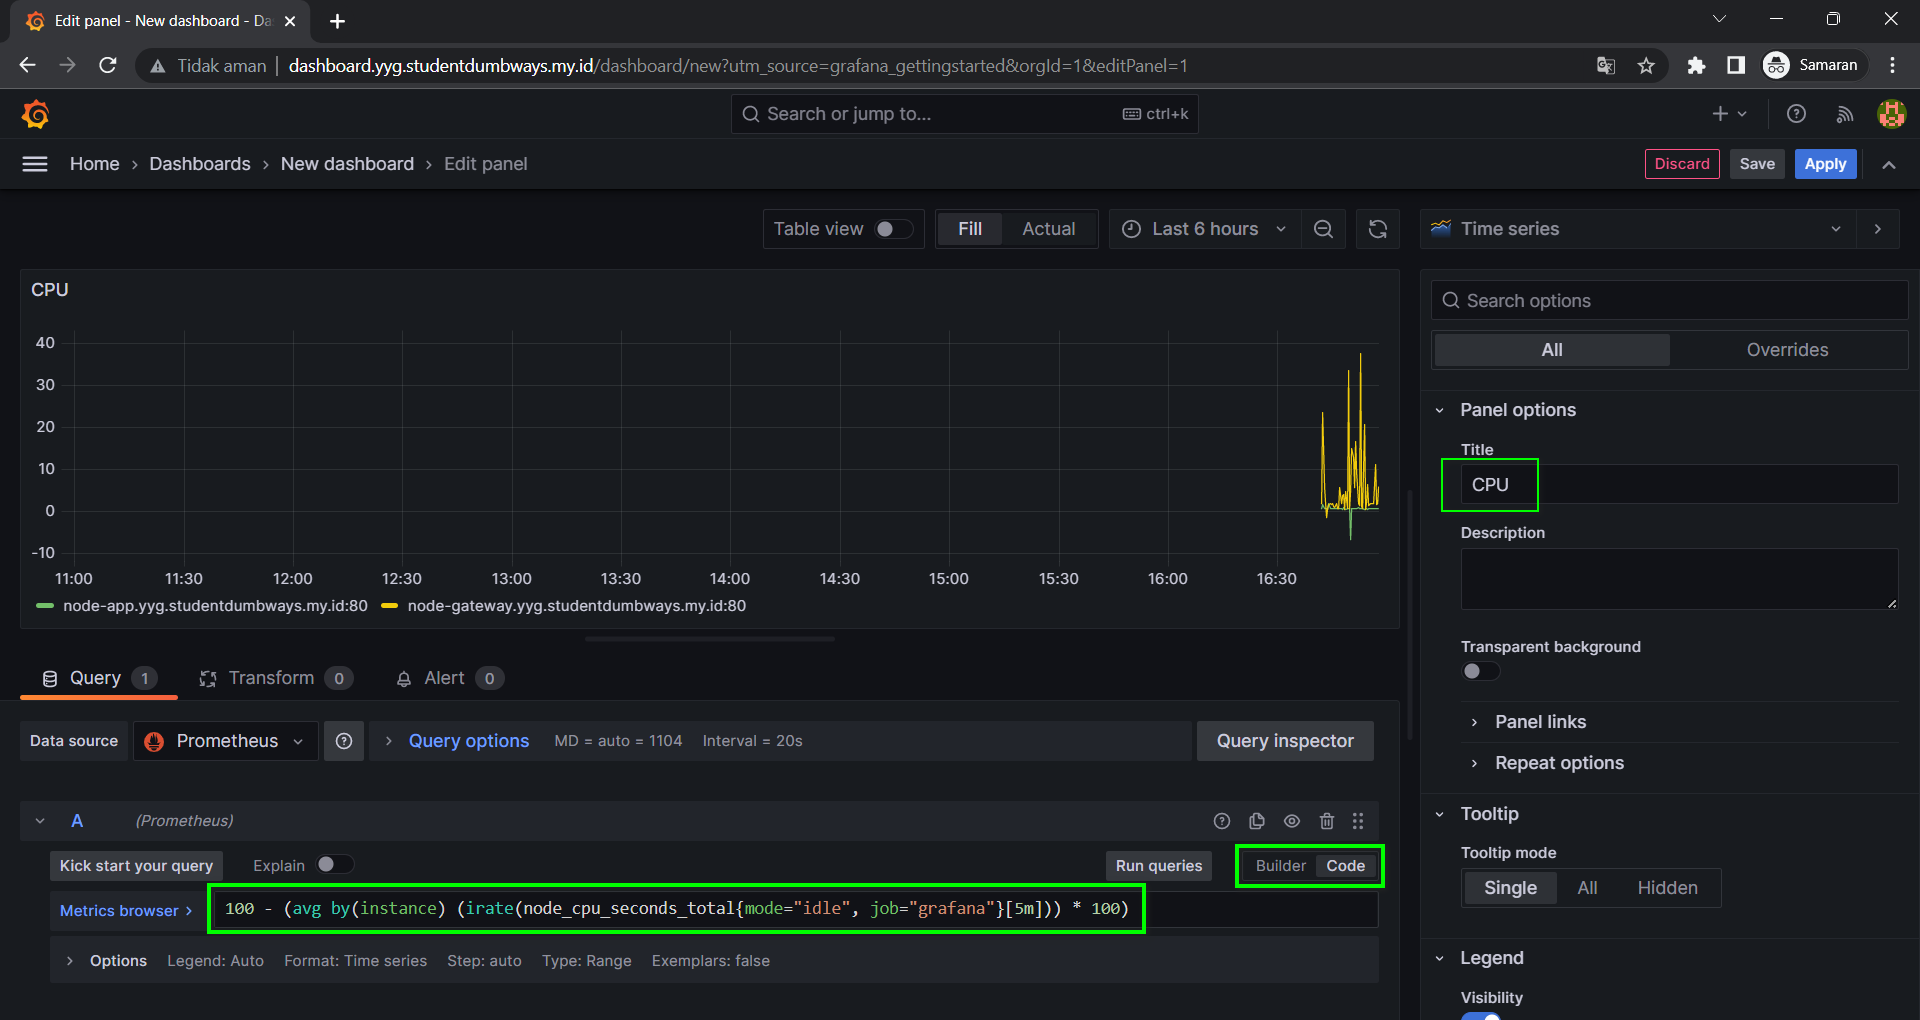 Edit panel - New dashboard - Da
Tidak aman
dashboard.yyg.studentdumbways.my.id/dashboard/new?utm_source=grafana_gettingstarted&orgId=1&editPanel=1
Samaran
Search or jump to...
ctrl+k
Home › Dashboards › New dashboard › Edit panel
Discard
Save
Apply
Table view
Fill
Actual
Last 6 hours
Time series
CPU
40
30
20
10
0
-10
11:00 11:30 12:00 12:30 13:00 13:30 14:00 14:30 15:00 15:30 16:00 16:30
node-app.yyg.studentdumbways.my.id:80 node-gateway.yyg.studentdumbways.my.id:80
Query 1
Transform 0
Alert 0
Data source
Prometheus
Query options
MD = auto = 1104
Interval = 20s
Query inspector
A
(Prometheus)
Kick start your query
Explain
Run queries
Builder
Code
Metrics browser >
100 - (avg by(instance) (irate(node_cpu_seconds_total{mode="idle", job="grafana"}[5m])) * 100)
Options
Legend: Auto
Format: Time series
Step: auto
Type: Range
Exemplars: false
Search options
All
Overrides
Panel options
Title
CPU
Description
Transparent background
Panel links
Repeat options
Tooltip
Tooltip mode
Single
All
Hidden
Legend
Visibility